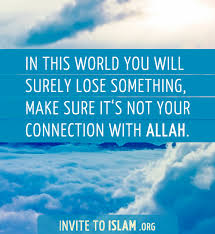 IN THIS WORLD YOU WILL
SURELY LOSE SOMETHING,
MAKE SURE IT'S NOT YOUR
CONNECTION WITH ALLAH.
INVITE TO ISLAM .ORG